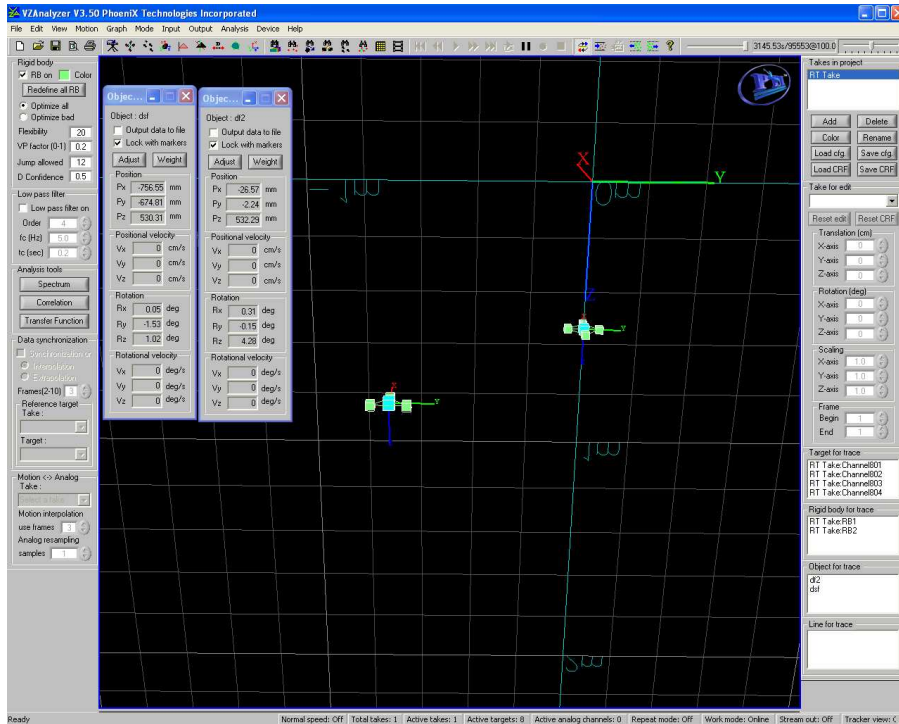 VZAnalyzer V3.50 PhoeniX Technologies Incorporated
File Edit View Mode Input Output Analysis Device Help
3145.53s/95553@100.0
Rigid body
RB on Color
Redefine all RB
Optimize all
Optimize bad
Flexibility 20
VP factor (0-1) 0.2
Jump allowed 12
D Confidence 0.5
Low pass filter
Low pass filter on
Order 4
fc (Hz) 5.0
tc (sec) 0.2
Analysis tools
Spectrum
Correlation
Transfer Function
Data synchronization
Synchronization or
Interpolation
Extrapolation
Frames(2-10) 3
Reference target
Take :
Target :
Motion <-> Analog
Take :
Select a take
Motion interpolation
use frames 3
Analog resampling
samples 1
Objec...
Object: dsf
Output data to file
Lock with markers
Adjust Weight
Position
Px -756.55 mm
Py -674.81 mm
Pz 530.31 mm
Positional velocity
Vx 0 cm/s
Vy 0 cm/s
Vz 0 cm/s
Rotation
Rx 0.05 deg
Ry -1.53 deg
Rz 1.02 deg
Rotational velocity
Vx 0 deg/s
Vy 0 deg/s
Vz 0 deg/s
Objec...
Object: df2
Output data to file
Lock with markers
Adjust Weight
Position
Px -26.57 mm
Py -2.24 mm
Pz 532.29 mm
Positional velocity
Vx 0 cm/s
Vy 0 cm/s
Vz 0 cm/s
Rotation
Rx 0.31 deg
Ry -0.15 deg
Rz 4.28 deg
Rotational velocity
Vx 0 deg/s
Vy 0 deg/s
Vz 0 deg/s
X
Y
Z
0m
-1m
1m
2m
x
Y
Y
Takes in project
RT Take
Add Delete
Color Rename
Load cfg. Save cfg.
Load CRF Save CRF
Take for edit
Reset edit Reset CRF
Translation (cm)
X-axis 0
Y-axis 0
Z-axis 0
Rotation (deg)
X-axis 0
Y-axis 0
Z-axis 0
Scaling
X-axis 1.0
Y-axis 1.0
Z-axis 1.0
Frame
Begin 1
End 1
Target for trace
RT Take:Channel801
RT Take:Channel802
RT Take:Channel803
RT Take:Channel804
Rigid body for trace
RT Take:RB1
RT Take:RB2
Object for trace
df2
dsf
Line for trace
Ready
Normal speed: Off Total takes: 1 Active takes: 1 Active targets: 8 Active analog channels: 0 Repeat mode: Off Work mode: Online Stream out: Off Tracker view: C